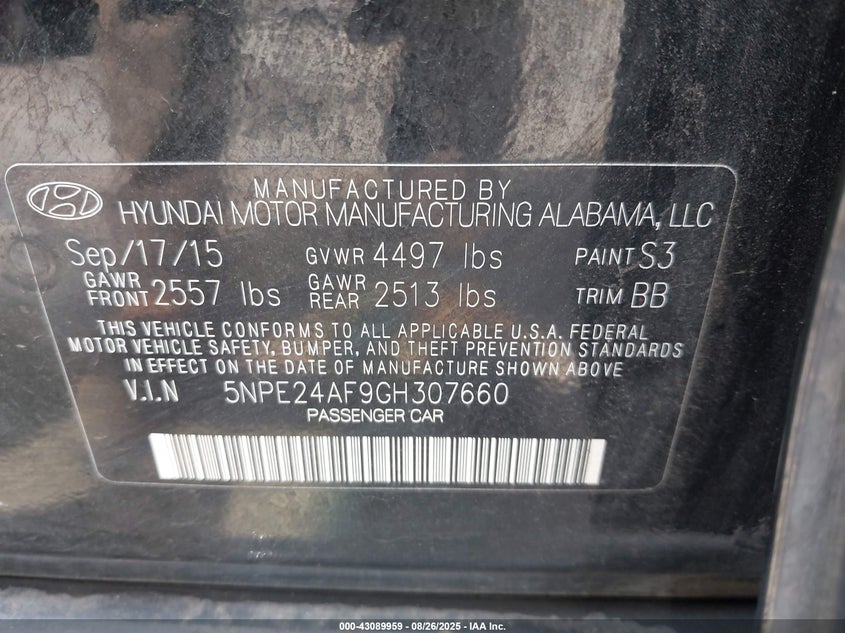 MANUFACTURED BY
HYUNDAI MOTOR MANUFACTURING ALABAMA, LLC
Sep/17/15 GVWR 4497 lbs PAINT S3
GAWR FRONT 2557 lbs GAWR REAR 2513 lbs TRIM BB
THIS VEHICLE CONFORMS TO ALL APPLICABLE U.S.A. FEDERAL
MOTOR VEHICLE SAFETY, BUMPER, AND THEFT PREVENTION STANDARDS
IN EFFECT ON THE DATE OF MANUFACTURE SHOWN ABOVE
V.I.N 5NPE24AF9GH307660
PASSENGER CAR
000-43089959 - 08/26/2025 - IAA Inc.